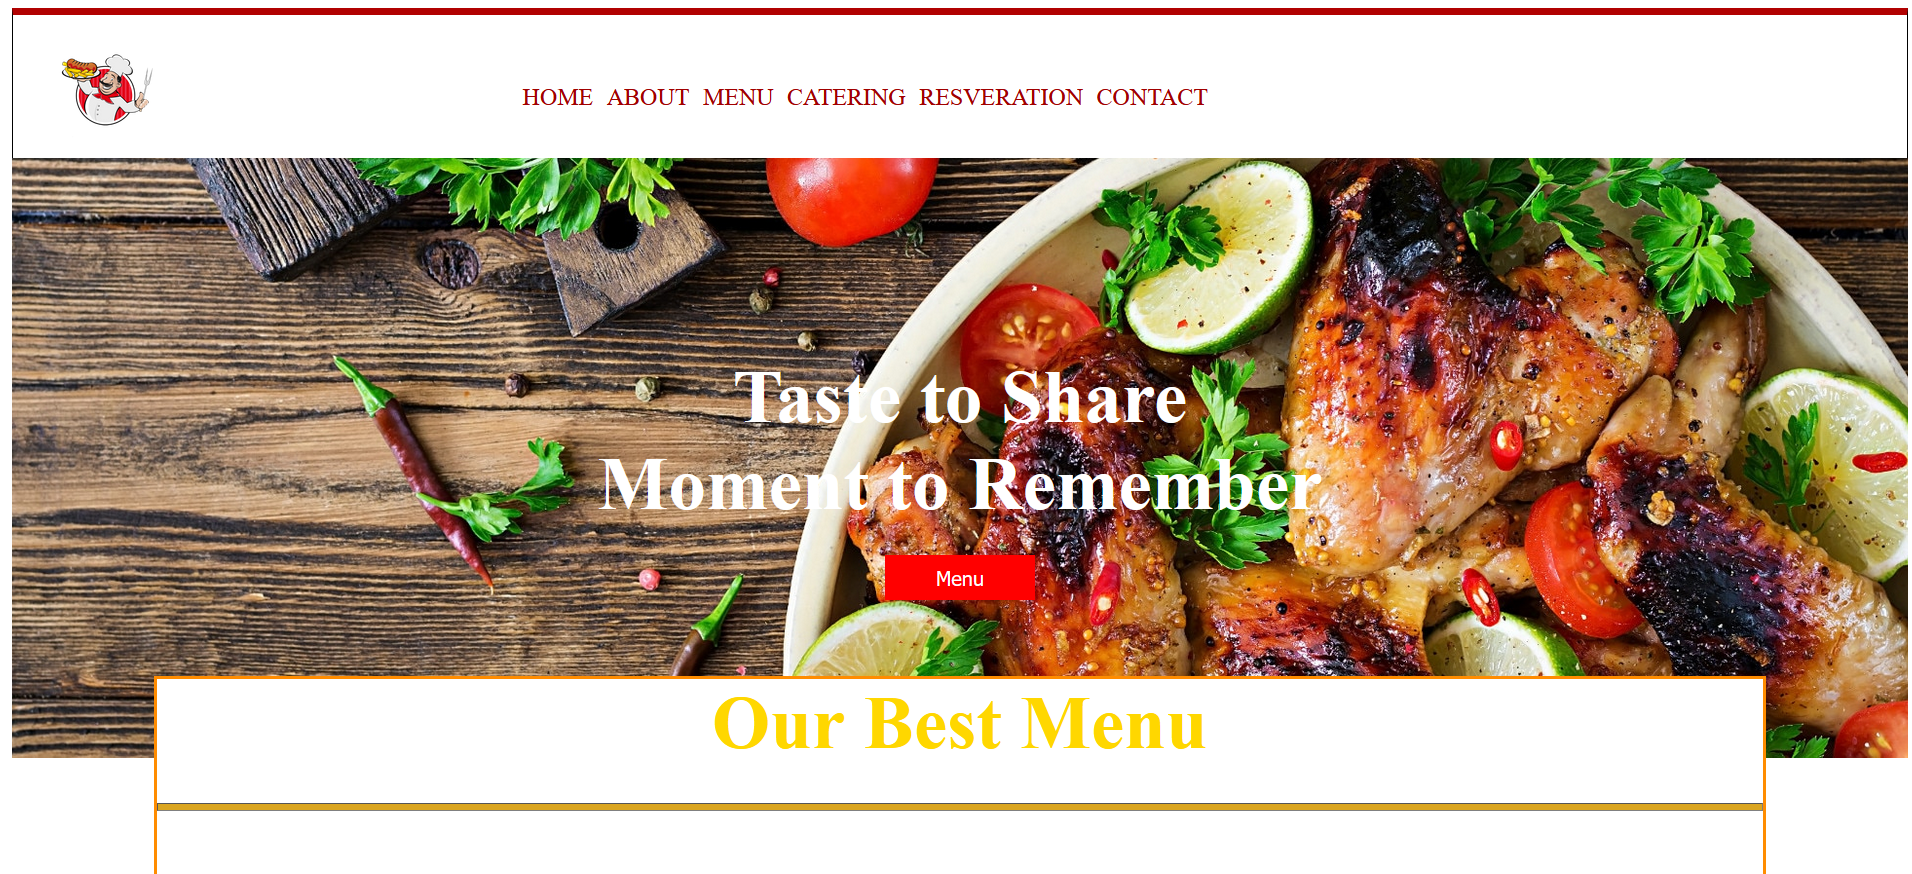 HOME ABOUT MENU CATERING RESVERATION CONTACT
Taste to Share
Moment to Remember
Menu
Our Best Menu